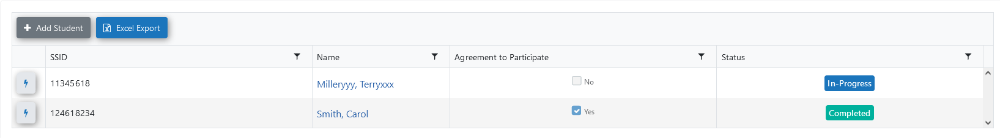 Add Student Excel Export
SSID Name Agreement to Participate Status
11345618 Milleryyy, Terryxxx No In-Progress
124618234 Smith, Carol Yes Completed